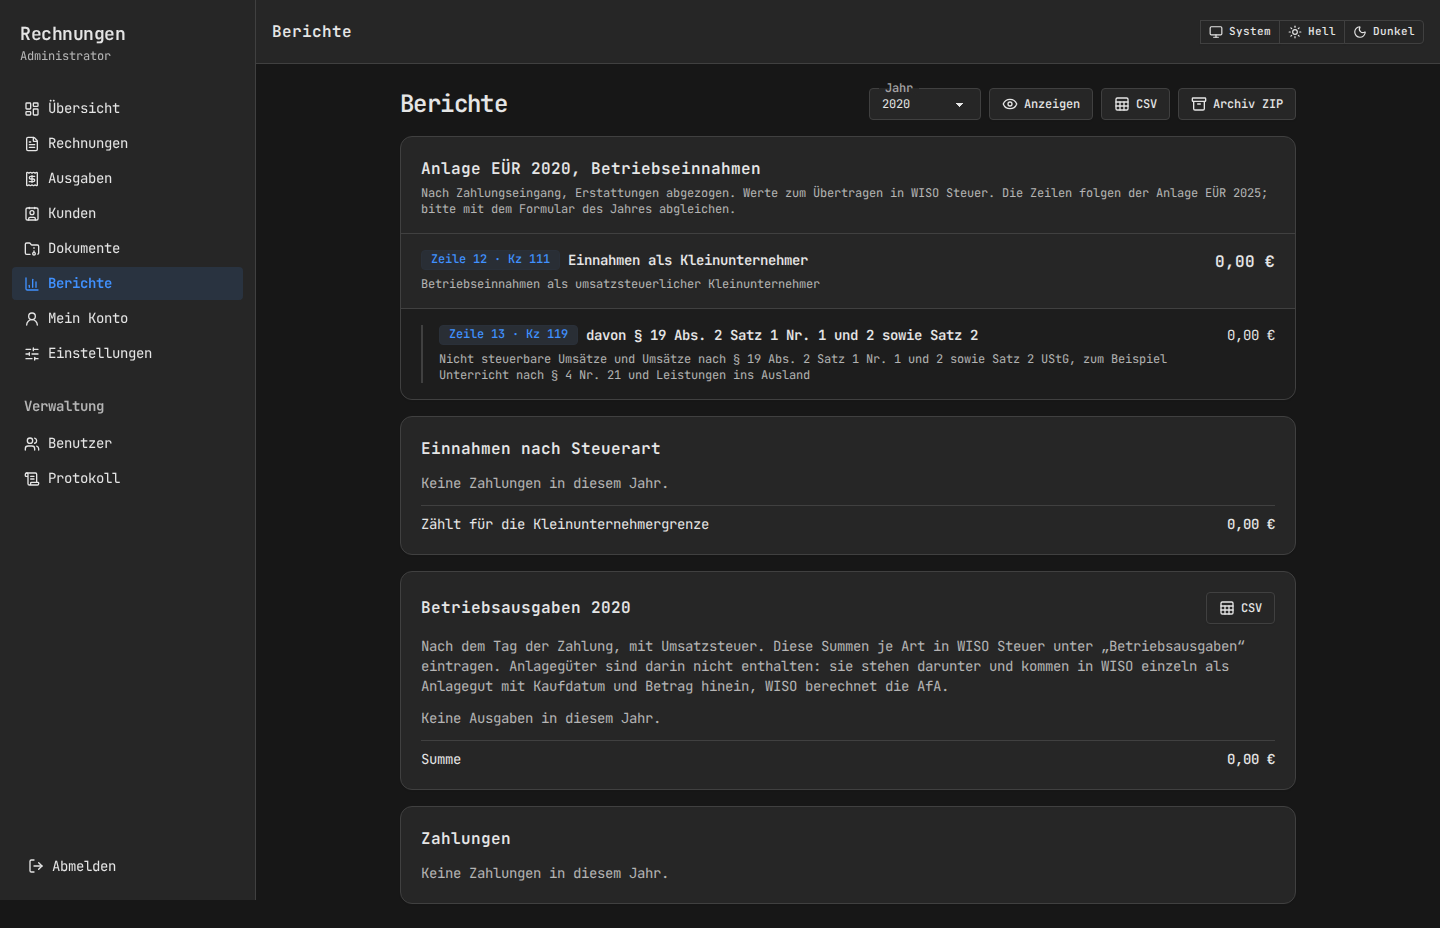 Rechnungen
Administrator
Übersicht
Rechnungen
Ausgaben
Kunden
Dokumente
Berichte
Mein Konto
Einstellungen
Verwaltung
Benutzer
Protokoll
Abmelden
Berichte
System
Hell
Dunkel
Berichte
Jahr
2020
Anzeigen
CSV
Archiv ZIP
Anlage EÜR 2020, Betriebseinnahmen
Nach Zahlungseingang, Erstattungen abgezogen. Werte zum Übertragen in WISO Steuer. Die Zeilen folgen der Anlage EÜR 2025;
bitte mit dem Formular des Jahres abgleichen.
Zeile 12 · Kz 111 Einnahmen als Kleinunternehmer 0,00 €
Betriebseinnahmen als umsatzsteuerlicher Kleinunternehmer
Zeile 13 · Kz 119 davon § 19 Abs. 2 Satz 1 Nr. 1 und 2 sowie Satz 2 0,00 €
Nicht steuerbare Umsätze und Umsätze nach § 19 Abs. 2 Satz 1 Nr. 1 und 2 sowie Satz 2 UStG, zum Beispiel
Unterricht nach § 4 Nr. 21 und Leistungen ins Ausland
Einnahmen nach Steuerart
Keine Zahlungen in diesem Jahr.
Zählt für die Kleinunternehmergrenze 0,00 €
Betriebsausgaben 2020
CSV
Nach dem Tag der Zahlung, mit Umsatzsteuer. Diese Summen je Art in WISO Steuer unter „Betriebsausgaben“
eintragen. Anlagegüter sind darin nicht enthalten: sie stehen darunter und kommen in WISO einzeln als
Anlagegut mit Kaufdatum und Betrag hinein, WISO berechnet die AfA.
Keine Ausgaben in diesem Jahr.
Summe 0,00 €
Zahlungen
Keine Zahlungen in diesem Jahr.